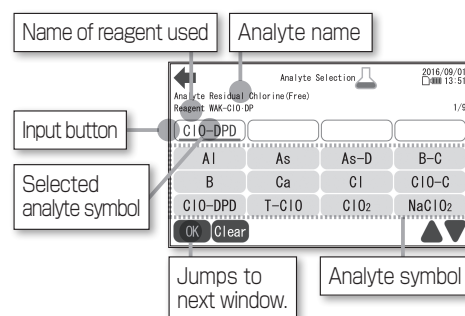 Name of reagent used
Analyte name
Analyte Selection
2016/09/01
13:51
Analyte Residual Chlorine(Free)
Reagent WAK-ClO·DP
1/9
Input button
ClO-DPD
Selected
analyte symbol
Al As As-D B-C
B Ca Cl ClO-C
ClO-DPD T-ClO ClO₂ NaClO₂
OK Clear
Jumps to
next window.
Analyte symbol